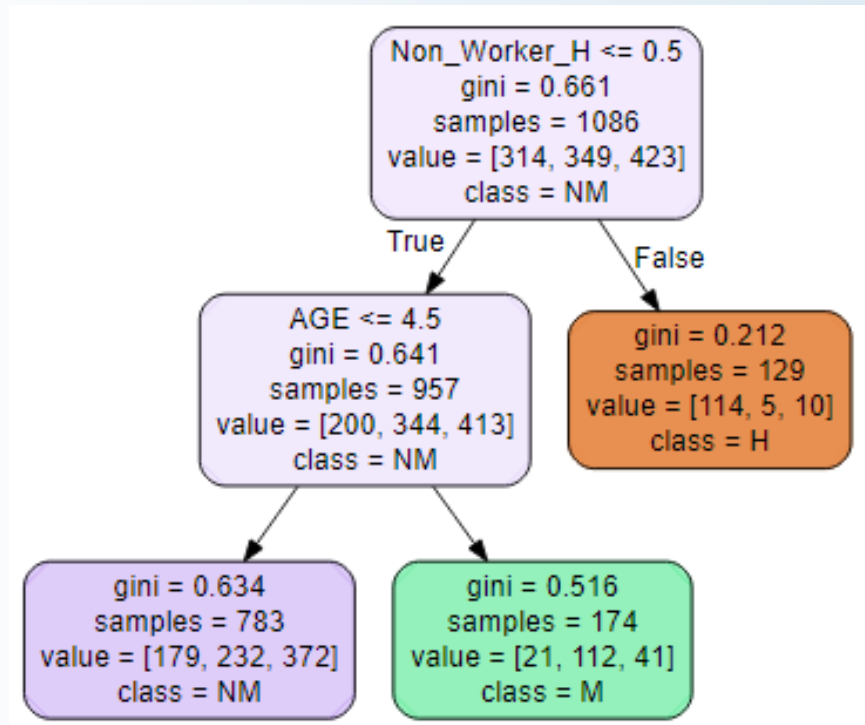 Non_Worker_H <= 0.5
gini = 0.661
samples = 1086
value = [314, 349, 423]
class = NM
True
False
AGE <= 4.5
gini = 0.641
samples = 957
value = [200, 344, 413]
class = NM
gini = 0.212
samples = 129
value = [114, 5, 10]
class = H
gini = 0.634
samples = 783
value = [179, 232, 372]
class = NM
gini = 0.516
samples = 174
value = [21, 112, 41]
class = M